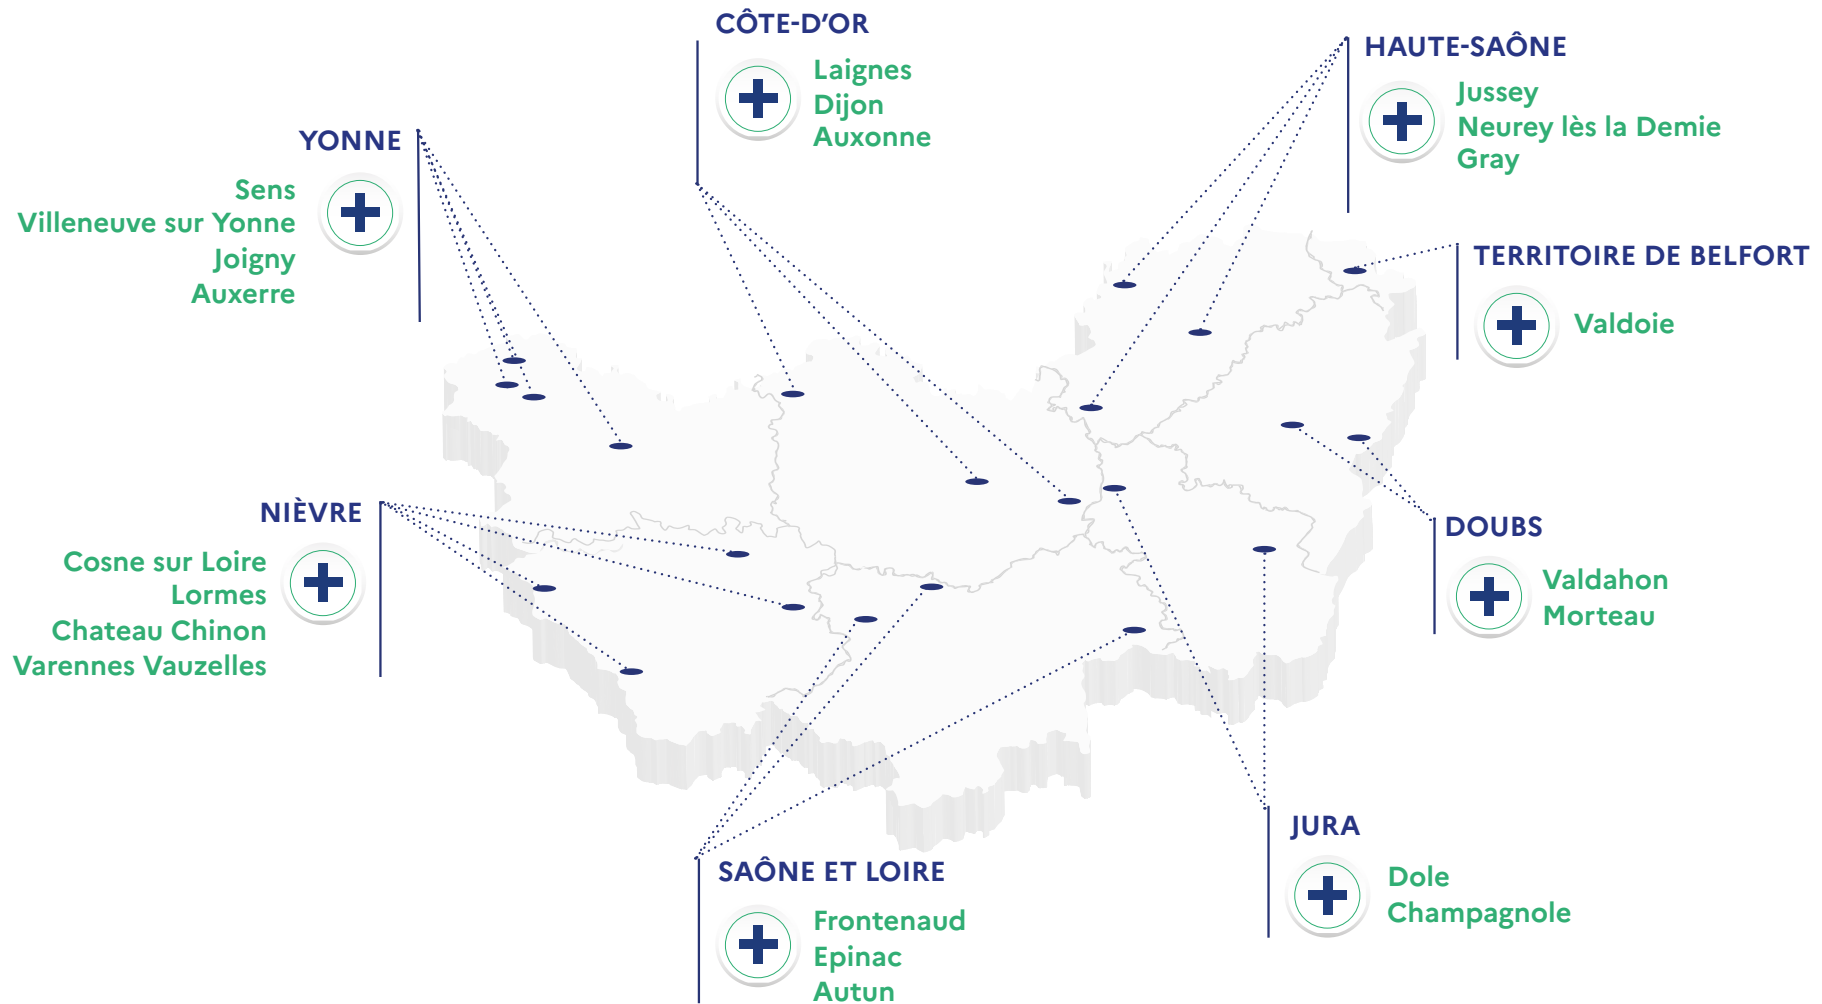 CÔTE-D’OR
Laignes
Dijon
Auxonne
HAUTE-SAÔNE
Jussey
Neurey lès la Demie
Gray
YONNE
Sens
Villeneuve sur Yonne
Joigny
Auxerre
TERRITOIRE DE BELFORT
Valdoie
NIÈVRE
Cosne sur Loire
Lormes
Chateau Chinon
Varennes Vauzelles
DOUBS
Valdahon
Morteau
JURA
Dole
Champagnole
SAÔNE ET LOIRE
Frontenaud
Epinac
Autun